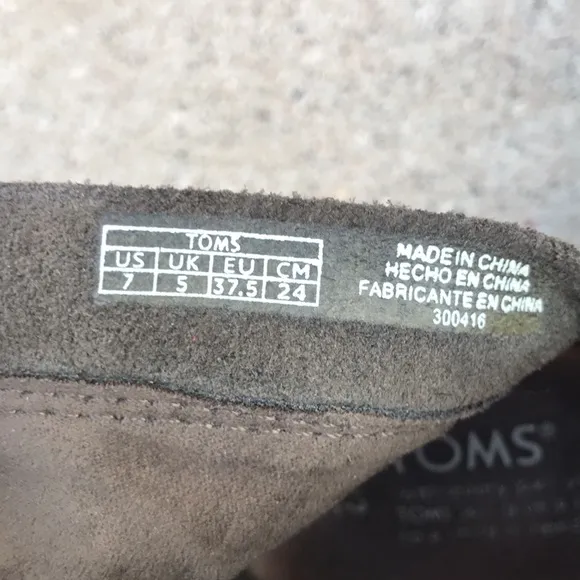 TOMS
US UK EU CM
7 5 37.5 24
MADE IN CHINA
HECHO EN CHINA
FABRICANTE EN CHINA
300416
TOMS®